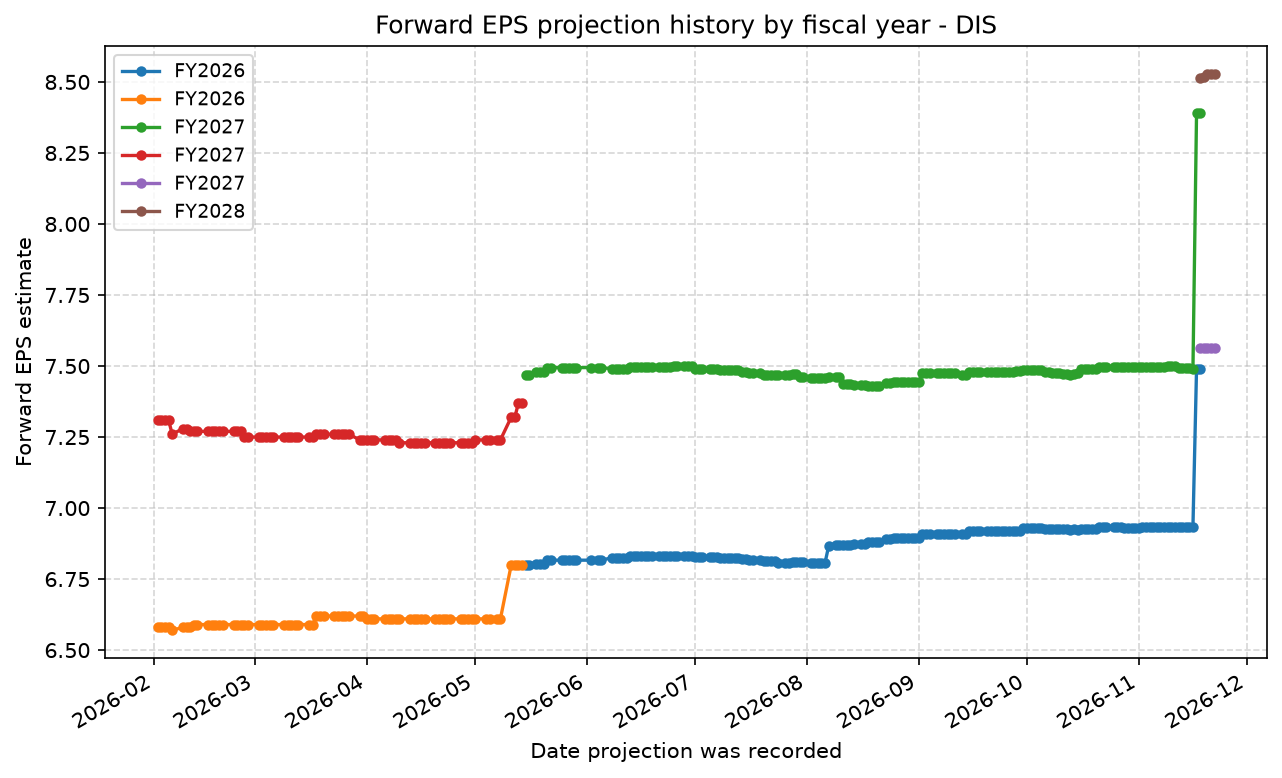 Forward EPS projection history by fiscal year - DIS
FY2026
FY2026
FY2027
FY2027
FY2027
FY2028
Forward EPS estimate
8.50
8.25
8.00
7.75
7.50
7.25
7.00
6.75
6.50
2026-02
2026-03
2026-04
2026-05
2026-06
2026-07
2026-08
2026-09
2026-10
2026-11
2026-12
Date projection was recorded